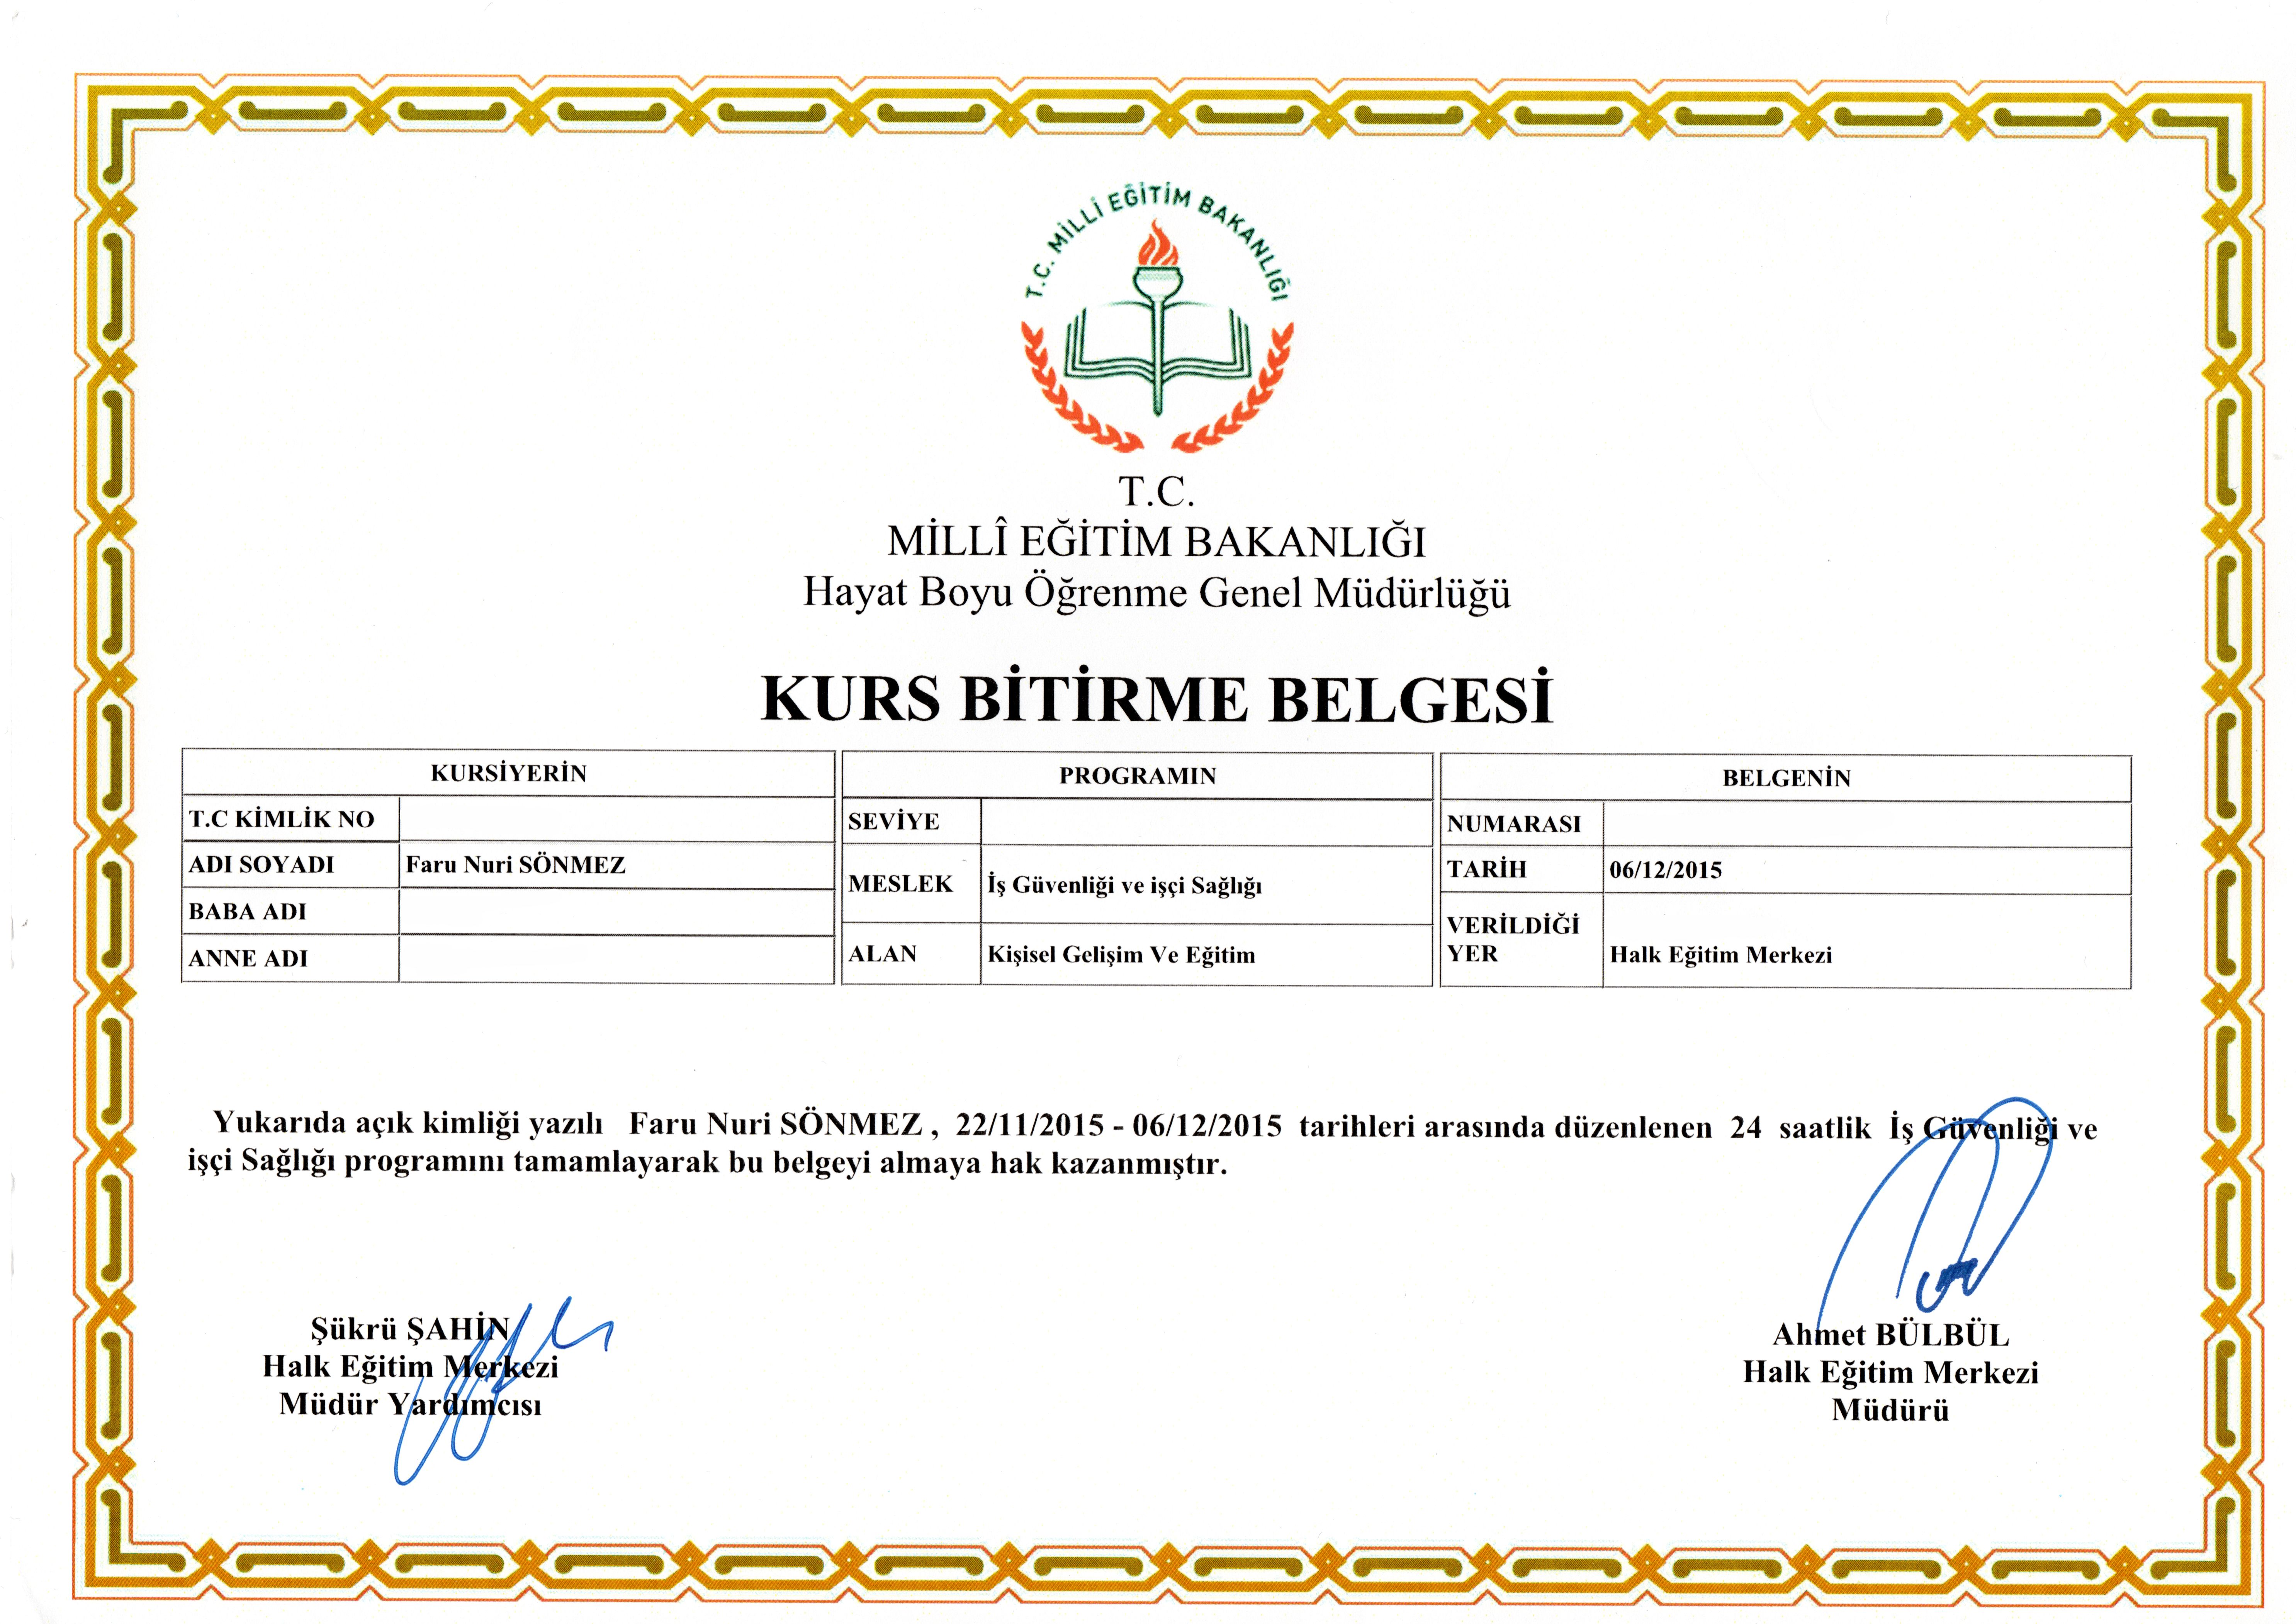 T.C. MİLLÎ EĞİTİM BAKANLIĞI
T.C.
MİLLÎ EĞİTİM BAKANLIĞI
Hayat Boyu Öğrenme Genel Müdürlüğü
KURS BİTİRME BELGESİ
KURSİYERİN
T.C KİMLİK NO
ADI SOYADI Faru Nuri SÖNMEZ
BABA ADI
ANNE ADI
PROGRAMIN
SEVİYE
MESLEK İş Güvenliği ve işçi Sağlığı
ALAN Kişisel Gelişim Ve Eğitim
BELGENİN
NUMARASI
TARİH 06/12/2015
VERİLDİĞİ
YER Halk Eğitim Merkezi
Yukarıda açık kimliği yazılı Faru Nuri SÖNMEZ , 22/11/2015 - 06/12/2015 tarihleri arasında düzenlenen 24 saatlik İş Güvenliği ve
işçi Sağlığı programını tamamlayarak bu belgeyi almaya hak kazanmıştır.
Şükrü ŞAHİN
Halk Eğitim Merkezi
Müdür Yardımcısı
Ahmet BÜLBÜL
Halk Eğitim Merkezi
Müdürü